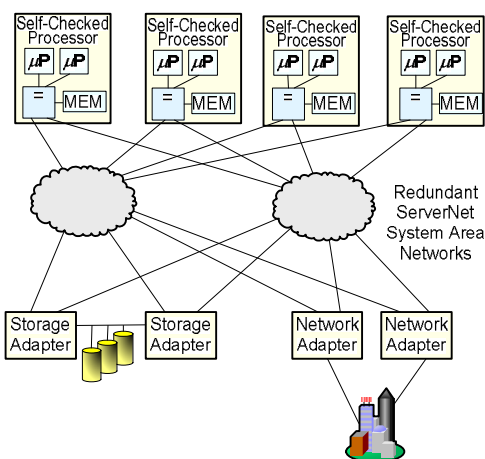 Self-Checked
Processor
μP μP
=
MEM
Self-Checked
Processor
μP μP
=
MEM
Self-Checked
Processor
μP μP
=
MEM
Self-Checked
Processor
μP μP
=
MEM
Redundant
ServerNet
System Area
Networks
Storage
Adapter
Storage
Adapter
Network
Adapter
Network
Adapter